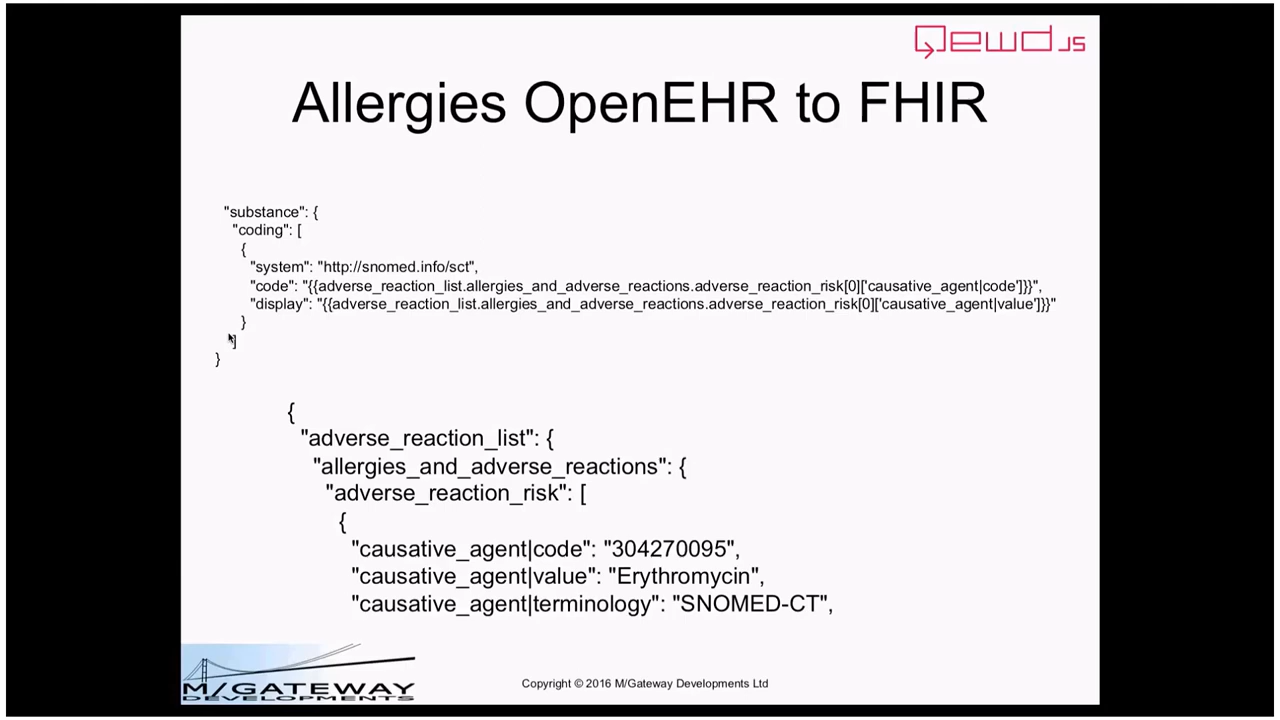 Qewd JS
Allergies OpenEHR to FHIR
"substance": {
"coding": [
{
"system": "http://snomed.info/sct",
"code": "{{adverse_reaction_list.allergies_and_adverse_reactions.adverse_reaction_risk[0]['causative_agent|code']}}",
"display": "{{adverse_reaction_list.allergies_and_adverse_reactions.adverse_reaction_risk[0]['causative_agent|value']}}"
}
]
}
{
"adverse_reaction_list": {
"allergies_and_adverse_reactions": {
"adverse_reaction_risk": [
{
"causative_agent|code": "304270095",
"causative_agent|value": "Erythromycin",
"causative_agent|terminology": "SNOMED-CT",
M/GATEWAY
DEVELOPMENTS
Copyright © 2016 M/Gateway Developments Ltd